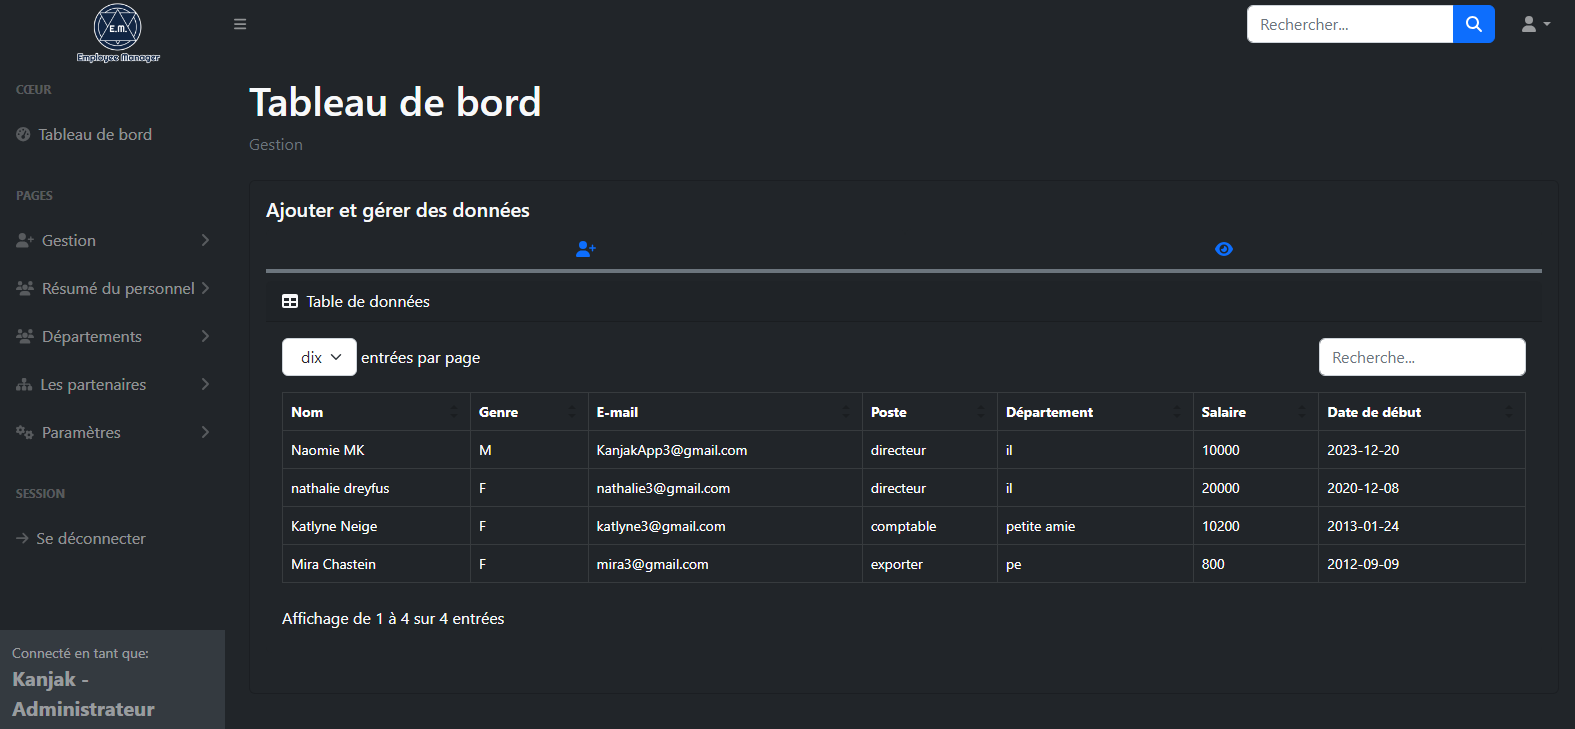 E.M.
Employee Manager
Rechercher...
CŒUR
Tableau de bord
PAGES
Gestion
Résumé du personnel
Départements
Les partenaires
Paramètres
SESSION
Se déconnecter
Connecté en tant que:
Kanjak -
Administrateur
Tableau de bord
Gestion
Ajouter et gérer des données
Table de données
dix entrées par page Recherche...
Nom Genre E-mail Poste Département Salaire Date de début
Naomie MK M KanjakApp3@gmail.com directeur il 10000 2023-12-20
nathalie dreyfus F nathalie3@gmail.com directeur il 20000 2020-12-08
Katlyne Neige F katlyne3@gmail.com comptable petite amie 10200 2013-01-24
Mira Chastein F mira3@gmail.com exporter pe 800 2012-09-09
Affichage de 1 à 4 sur 4 entrées